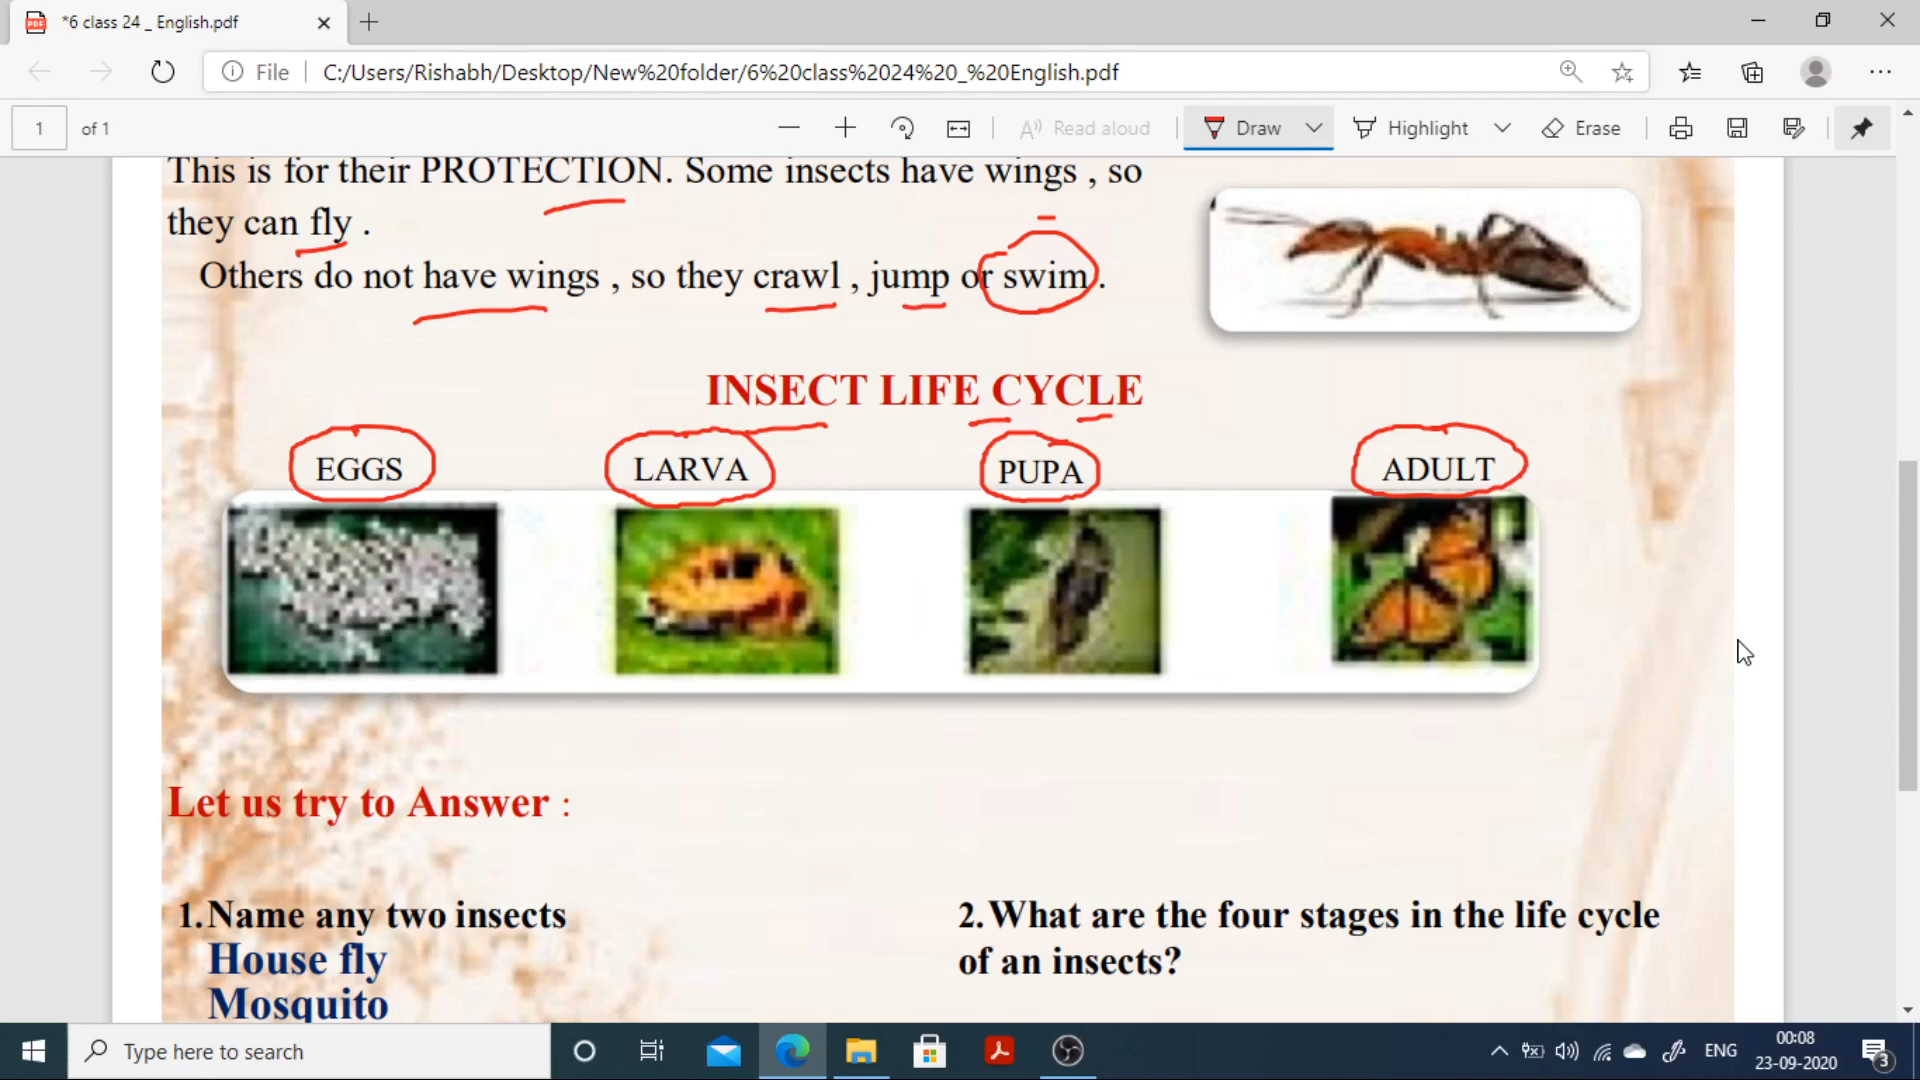 *6 class 24 _ English.pdf
File
C:/Users/Rishabh/Desktop/New%20folder/6%20class%2024%20_%20English.pdf
1 of 1
Read aloud
Draw
Highlight
Erase
This is for their PROTECTION. Some insects have wings , so
they can fly .
Others do not have wings , so they crawl , jump or swim .
INSECT LIFE CYCLE
EGGS LARVA PUPA ADULT
Let us try to Answer :
1.Name any two insects
House fly
Mosquito
2.What are the four stages in the life cycle
of an insects?
Type here to search
ENG
00:08
23-09-2020
3